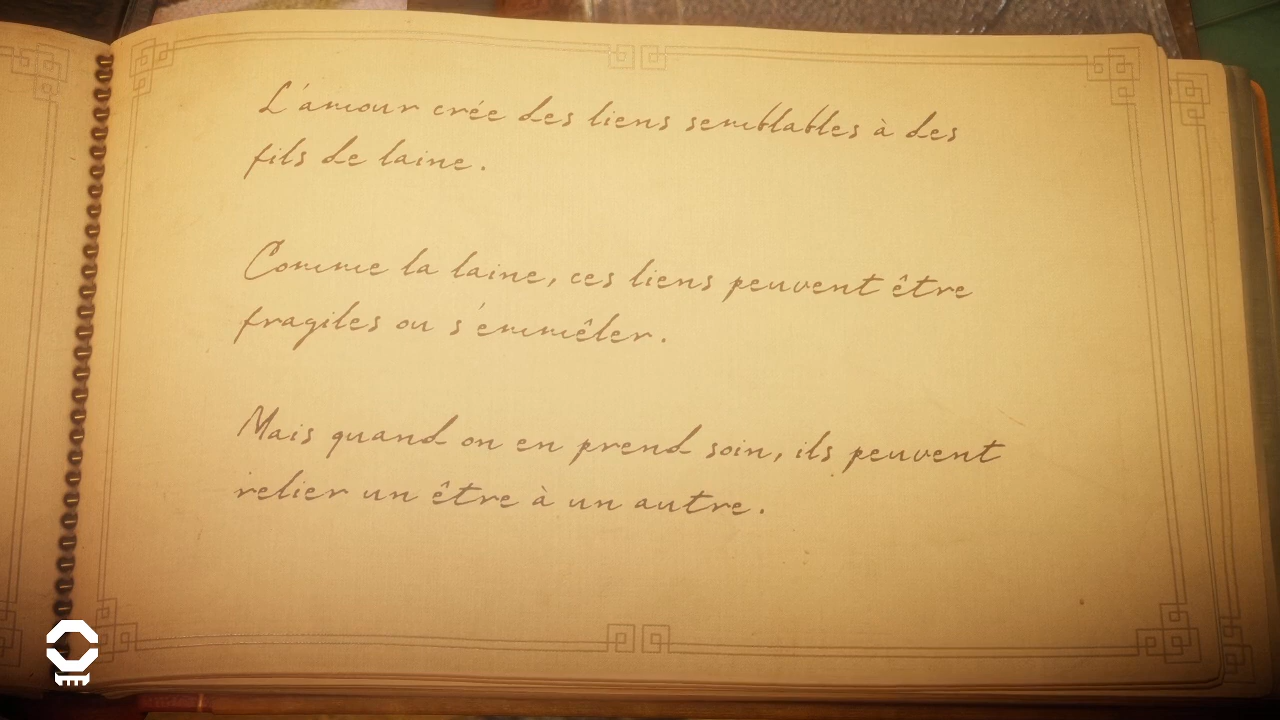 L'amour crée des liens semblables à des
fils de laine.
Comme la laine, ces liens peuvent être
fragiles ou s'emmêler.
Mais quand on en prend soin, ils peuvent
relier un être à un autre.